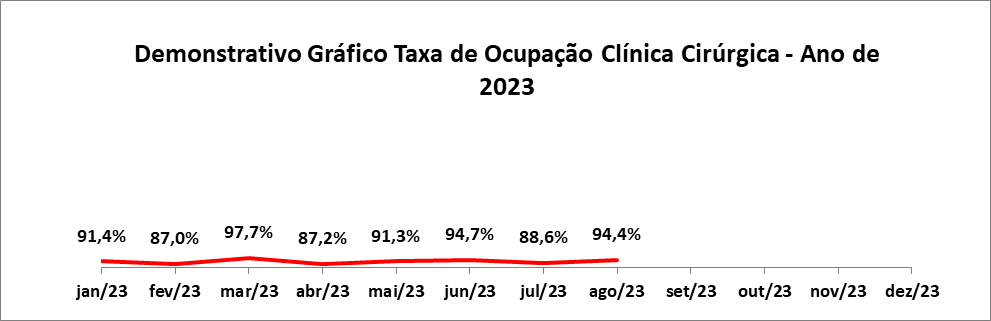 Demonstrativo Gráfico Taxa de Ocupação Clínica Cirúrgica - Ano de
2023
91,4% 87,0% 97,7% 87,2% 91,3% 94,7% 88,6% 94,4%
jan/23 fev/23 mar/23 abr/23 mai/23 jun/23 jul/23 ago/23 set/23 out/23 nov/23 dez/23